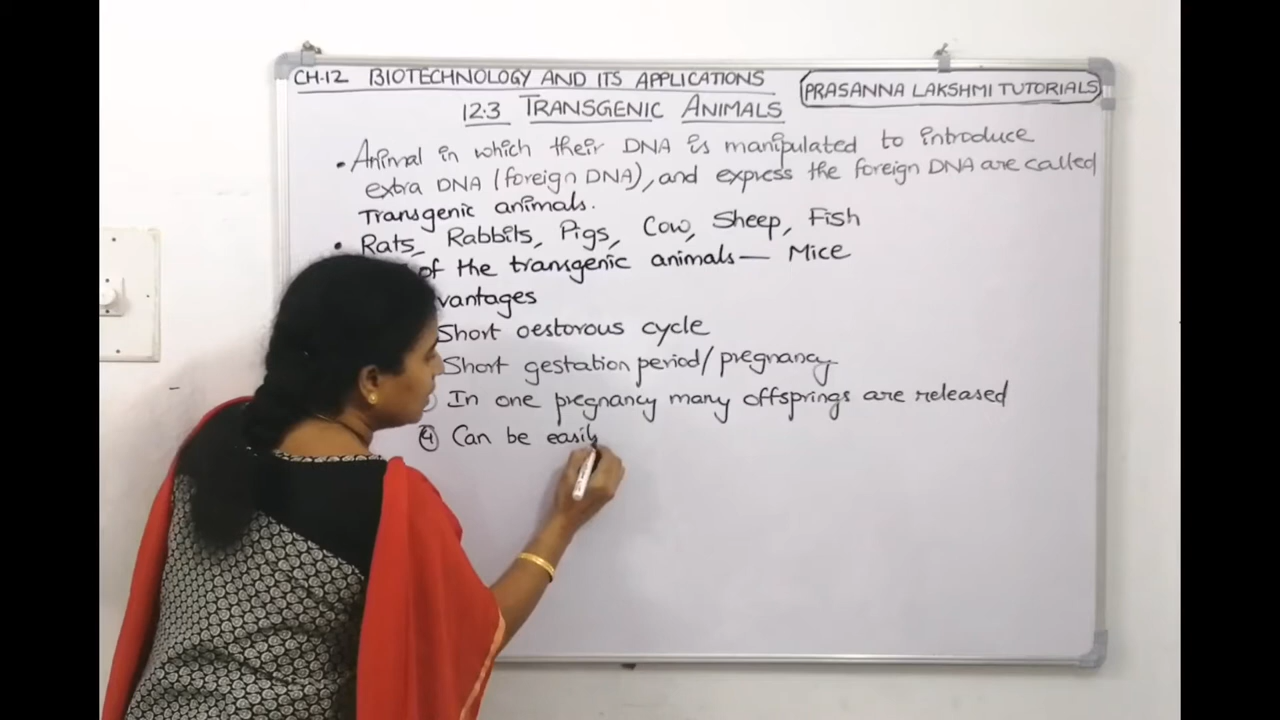 CH.12 BIOTECHNOLOGY AND ITS APPLICATIONS
PRASANNA LAKSHMI TUTORIALS
12.3 TRANSGENIC ANIMALS
• Animal in which their DNA is manipulated to introduce
extra DNA (foreign DNA), and express the foreign DNA are called
Transgenic animals.
• Rats, Rabbits, Pigs, Cow, Sheep, Fish
of the transgenic animals — Mice
vantages
Short oestorous cycle
Short gestation period/pregnancy
In one pregnancy many offsprings are released
④ Can be easily